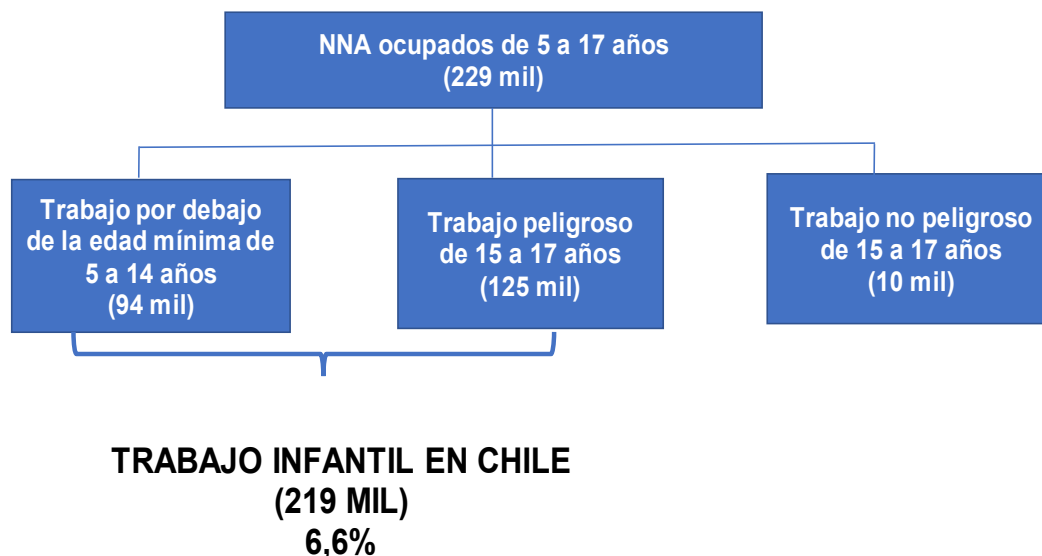 NNA ocupados de 5 a 17 años
(229 mil)
Trabajo por debajo
de la edad mínima de
5 a 14 años
(94 mil)
Trabajo peligroso
de 15 a 17 años
(125 mil)
Trabajo no peligroso
de 15 a 17 años
(10 mil)
TRABAJO INFANTIL EN CHILE
(219 MIL)
6,6%